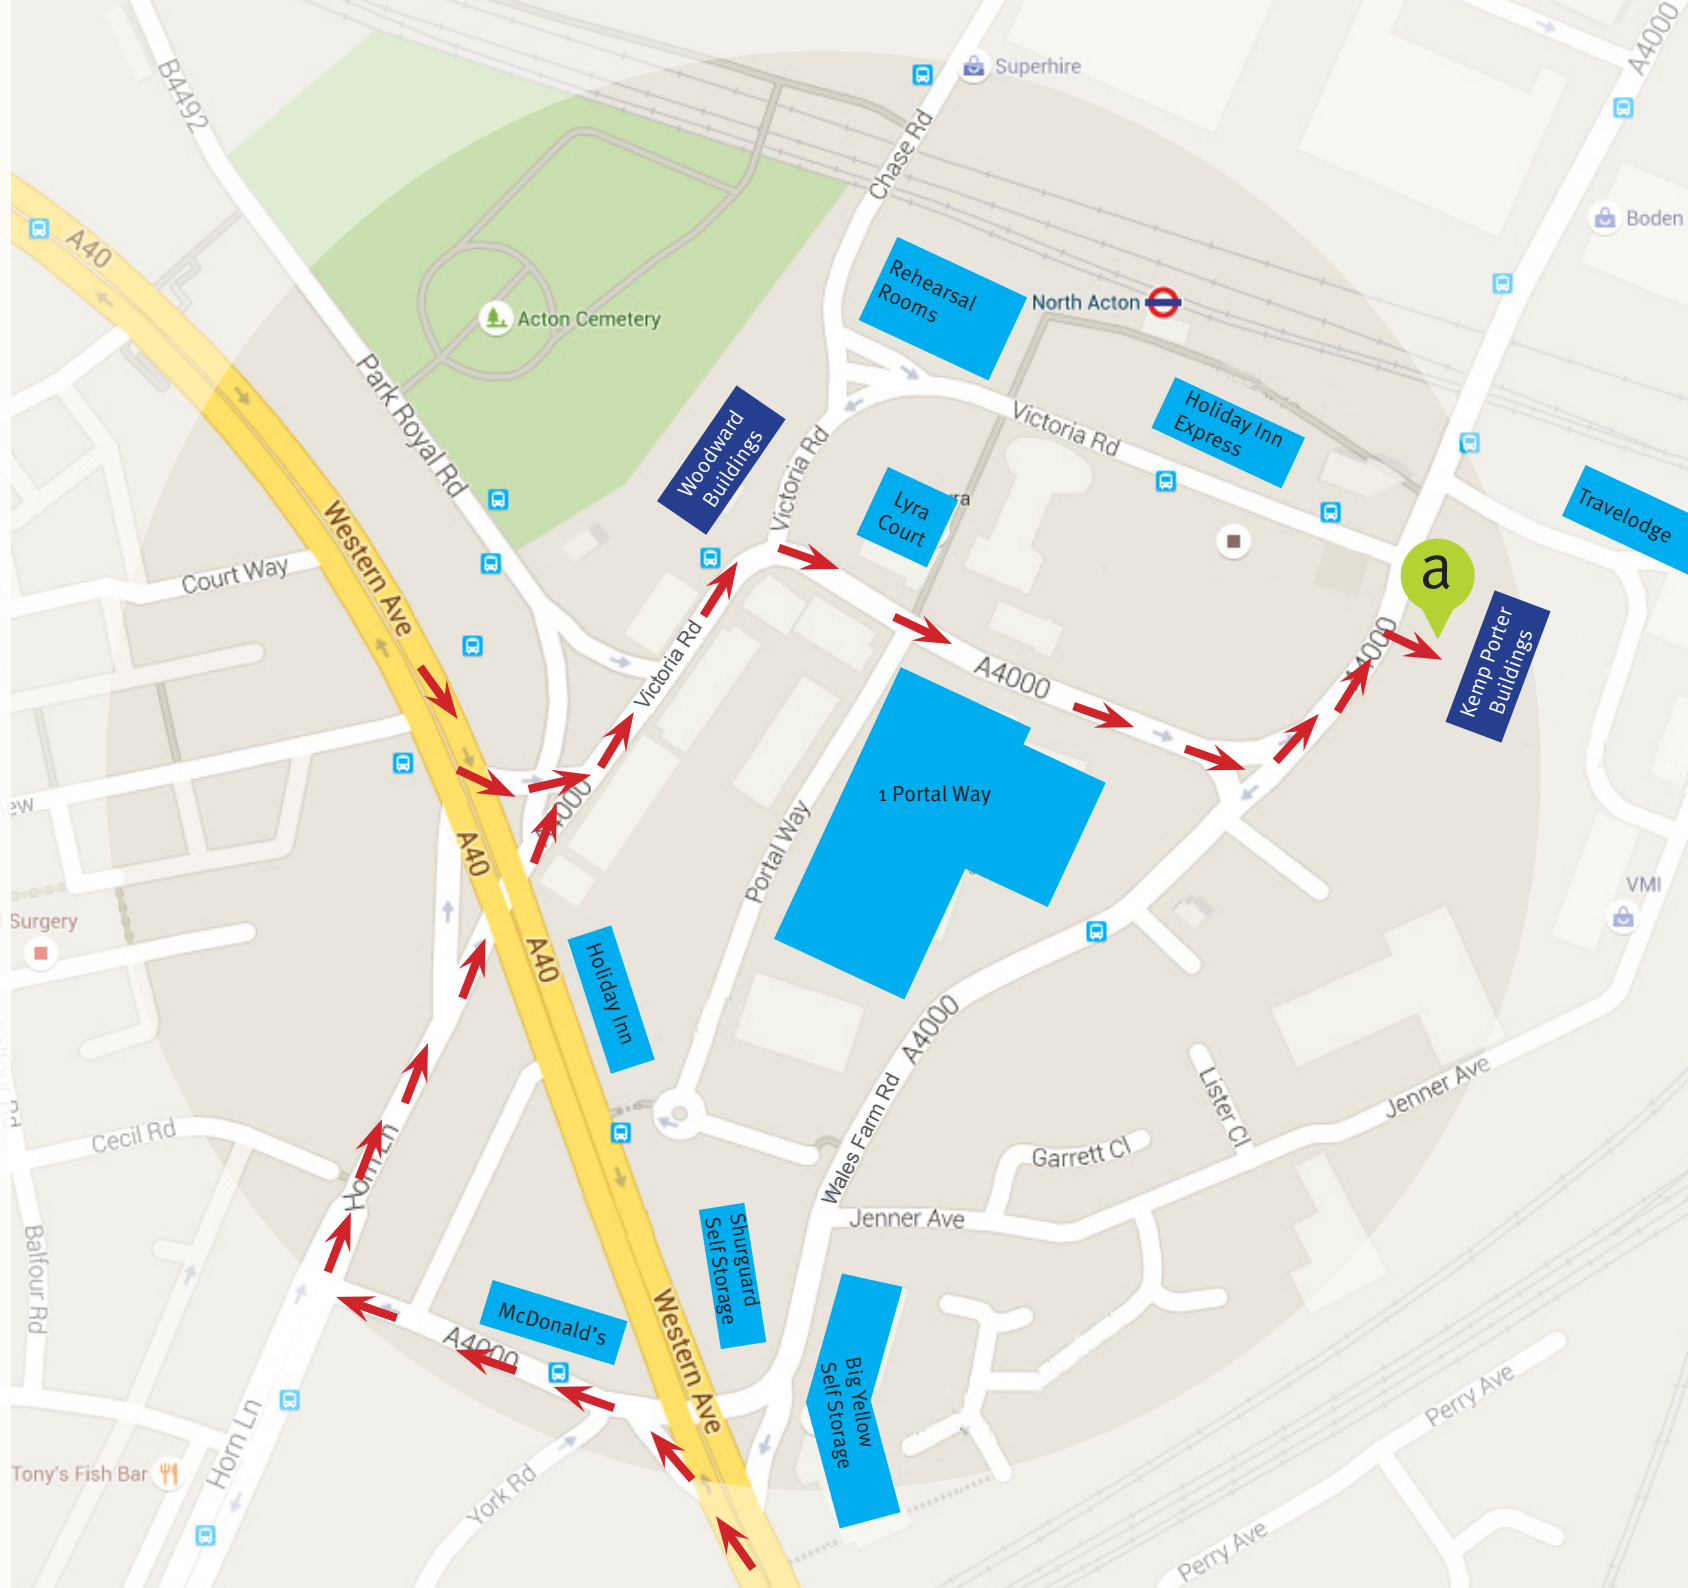 A4000
B4492
Superhire
Chase Rd
Boden
A40
Rehearsal
Rooms
North Acton
Acton Cemetery
Park Royal Rd
Woodward
Buildings
Victoria Rd
Victoria Rd
Holiday Inn
Express
Lyra
Court
ra
Travelodge
Western Ave
Court Way
a
Kemp Porter
Buildings
A4000
Victoria Rd
A4000
A4000
1 Portal Way
Portal Way
A40
ew
VMI
Surgery
A40
Holiday Inn
A4000
Wales Farm Rd
Lister Cl
Jenner Ave
Garrett Cl
Cecil Rd
Horn Ln
Jenner Ave
Balfour Rd
Shurguard
Self Storage
McDonald's
A4000
Western Ave
Big Yellow
Self Storage
Perry Ave
Horn Ln
Tony's Fish Bar
York Rd
Perry Ave